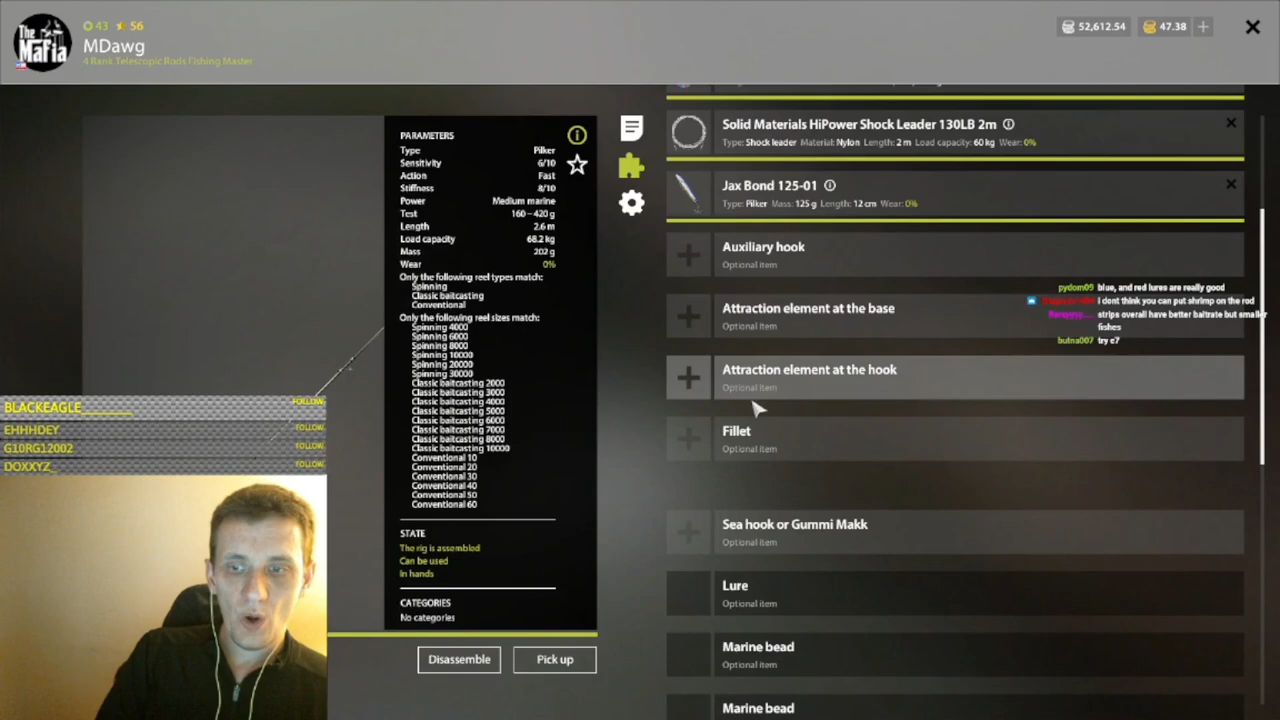 The
Mafia
43 56
MDawg
4 Rank Telescopic Rods Fishing Master
52,612.54
47.38
PARAMETERS
Type Pilker
Sensitivity 6/10
Action Fast
Stiffness 8/10
Power Medium marine
Test 160 – 420 g
Length 2.6 m
Load capacity 68.2 kg
Mass 202 g
Wear 0%
Only the following reel types match:
Spinning
Classic baitcasting
Conventional
Only the following reel sizes match:
Spinning 4000
Spinning 6000
Spinning 8000
Spinning 10000
Spinning 20000
Spinning 30000
Classic baitcasting 2000
Classic baitcasting 3000
Classic baitcasting 4000
Classic baitcasting 5000
Classic baitcasting 6000
Classic baitcasting 7000
Classic baitcasting 8000
Classic baitcasting 10000
Conventional 10
Conventional 20
Conventional 30
Conventional 40
Conventional 50
Conventional 60
STATE
The rig is assembled
Can be used
In hands
CATEGORIES
No categories
Disassemble
Pick up
Solid Materials HiPower Shock Leader 130LB 2m
Type: Shock leader Material: Nylon Length: 2 m Load capacity: 60 kg Wear: 0%
Jax Bond 125-01
Type: Pilker Mass: 125 g Length: 12 cm Wear: 0%
Auxiliary hook
Optional item
Attraction element at the base
Optional item
Attraction element at the hook
Optional item
Fillet
Optional item
Sea hook or Gummi Makk
Optional item
Lure
Optional item
Marine bead
Optional item
Marine bead
pydom09 blue, and red lures are really good
I dont think you can put shrimp on the rod
strips overall have better baitrate but smaller
fishes
butna007 try e7
BLACKEAGLE________ FOLLOW
EHHHDEY FOLLOW
G10RG12002 FOLLOW
DOXXYZ_ FOLLOW